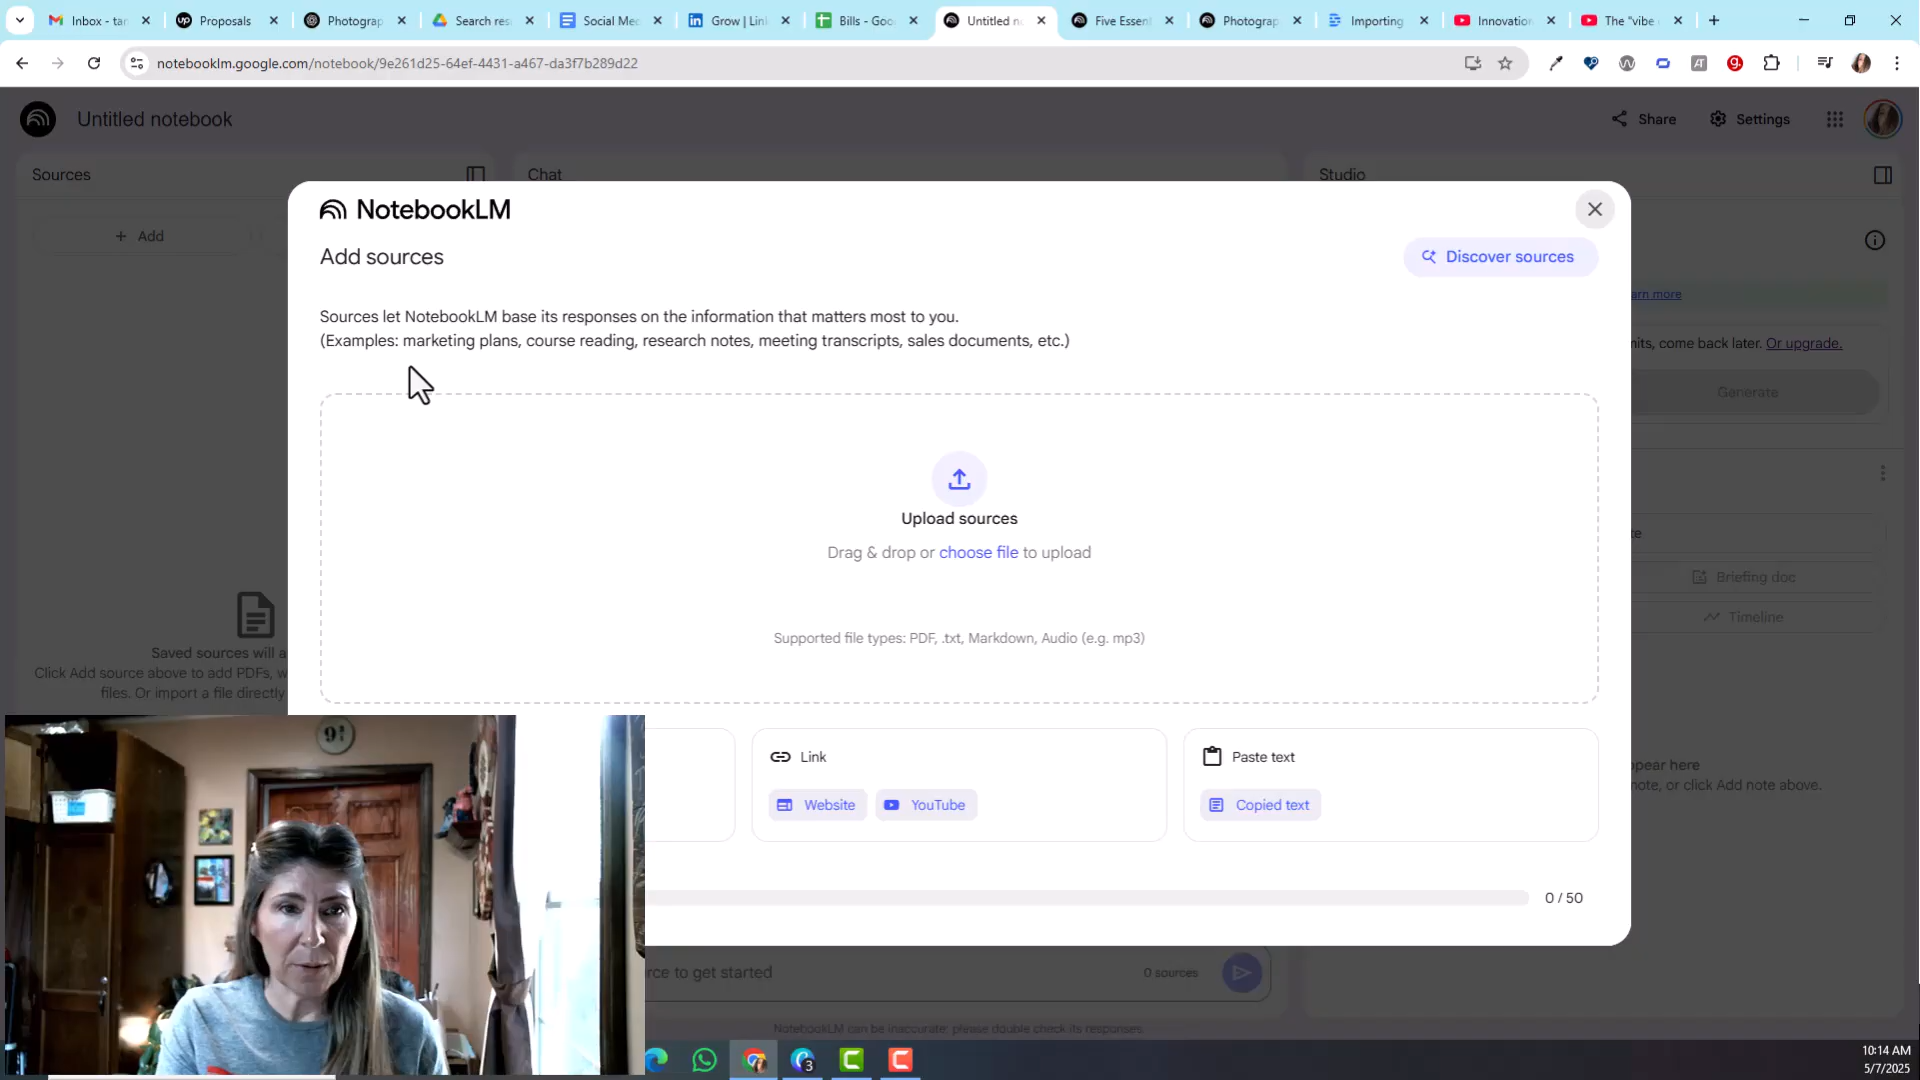 Inbox - tan
Proposals
Photograp
Search res
Social Me
Grow | Link
Bills - Goo
Untitled n
Five Essent
Photograp
Importing
Innovation
The "vibe
notebooklm.google.com/notebook/9e261d25-64ef-4431-a467-da3f7b289d22
Untitled notebook
Share
Settings
Sources
Chat
Studio
+ Add
NotebookLM
Add sources
Discover sources
Sources let NotebookLM base its responses on the information that matters most to you.
(Examples: marketing plans, course reading, research notes, meeting transcripts, sales documents, etc.)
arn more
mits, come back later. Or upgrade.
Generate
Upload sources
Drag & drop or choose file to upload
Supported file types: PDF, .txt, Markdown, Audio (e.g. mp3)
Briefing doc
Timeline
Saved sources will a
Click Add source above to add PDFs, w
files. Or import a file directly
Link
Website
YouTube
Paste text
Copied text
ppear here
note, or click Add note above.
0 / 50
rce to get started
0 sources
NotebookLM can be inaccurate; please double check its responses.
3
10:14 AM
5/7/2025